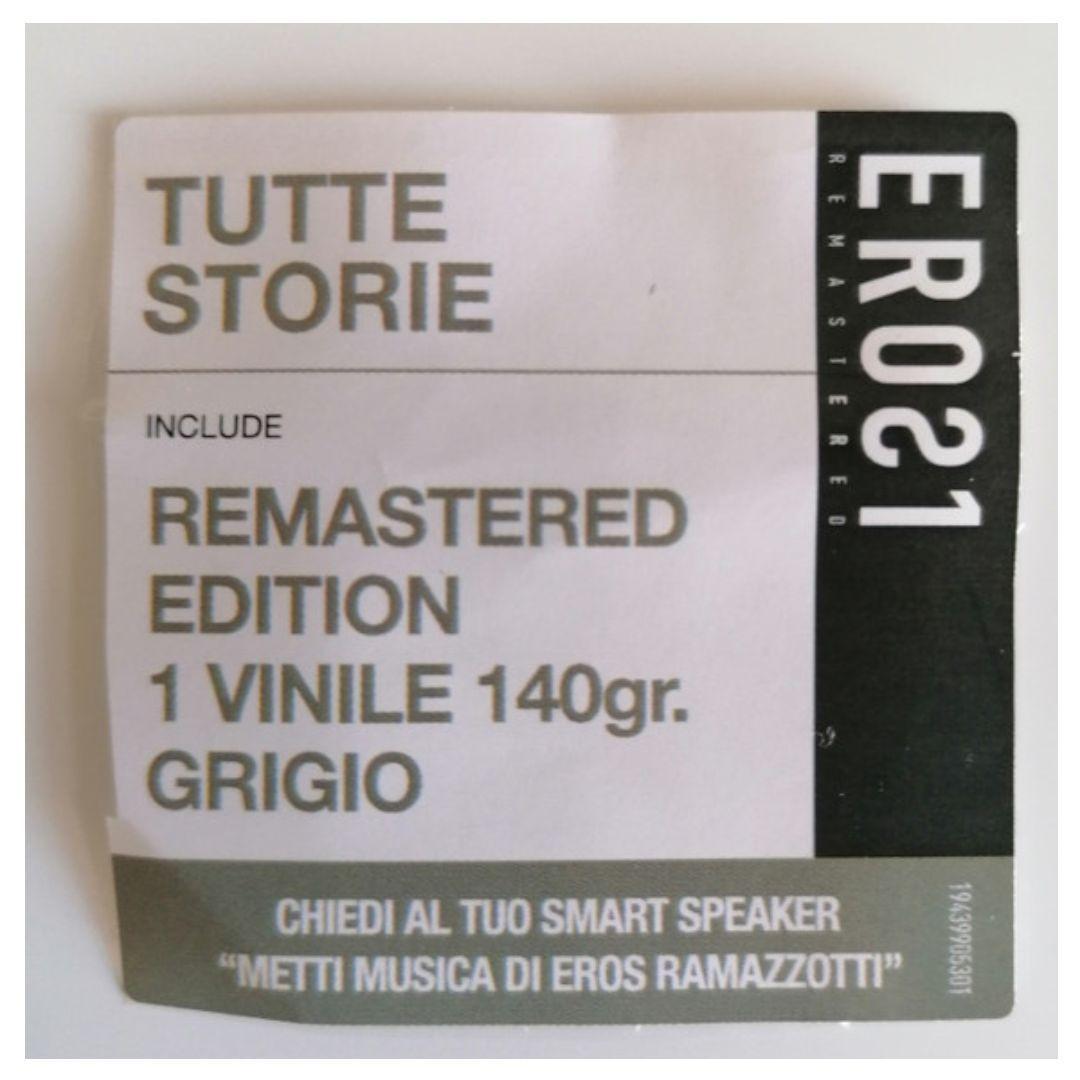 TUTTE
STORIE
INCLUDE
REMASTERED
EDITION
1 VINILE 140gr.
GRIGIO
EROS1
REMASTERED
CHIEDI AL TUO SMART SPEAKER
“METTI MUSICA DI EROS RAMAZZOTTI”
19439905301